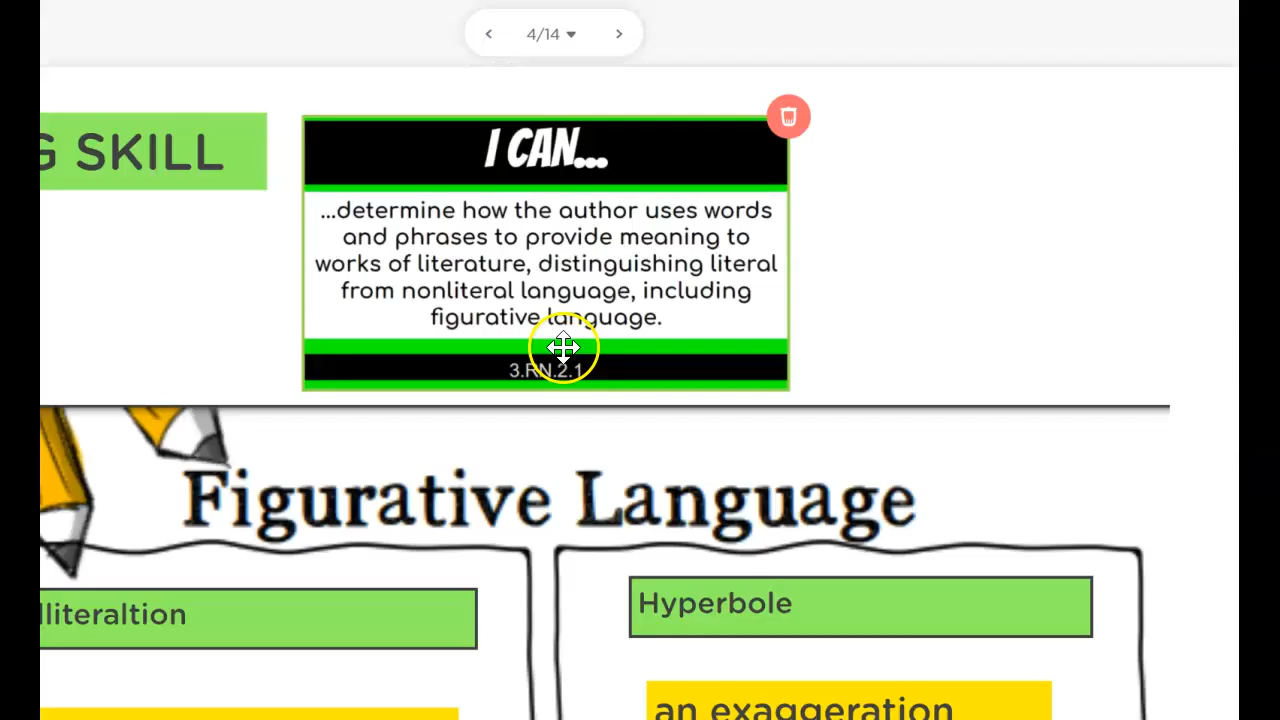 4/14
G SKILL
I CAN...
...determine how the author uses words
and phrases to provide meaning to
works of literature, distinguishing literal
from nonliteral language, including
figurative language.
3.RN.2.1
Figurative Language
lliteraltion
Hyperbole
an exaggeration